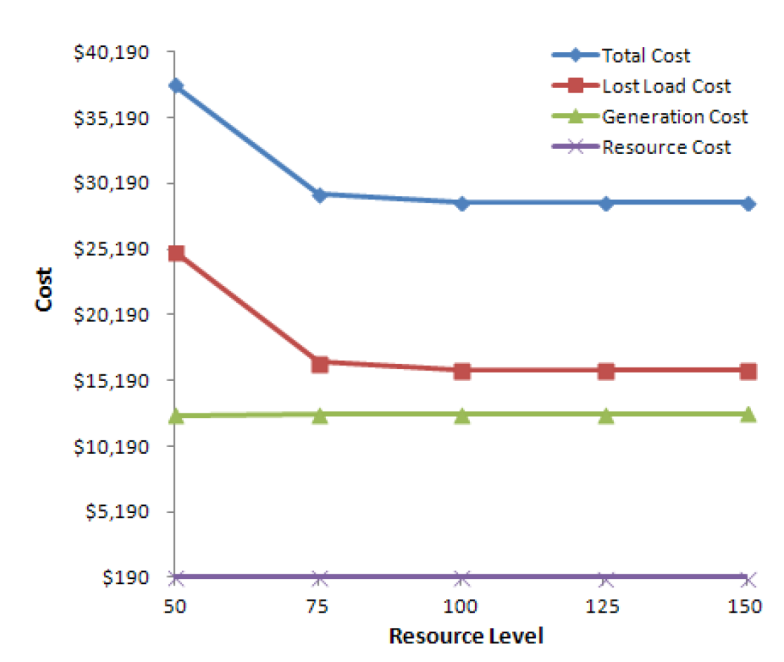 $40,190
$35,190
$30,190
$25,190
$20,190
$15,190
$10,190
$5,190
$190
Cost
Total Cost
Lost Load Cost
Generation Cost
Resource Cost
50 75 100 125 150
Resource Level